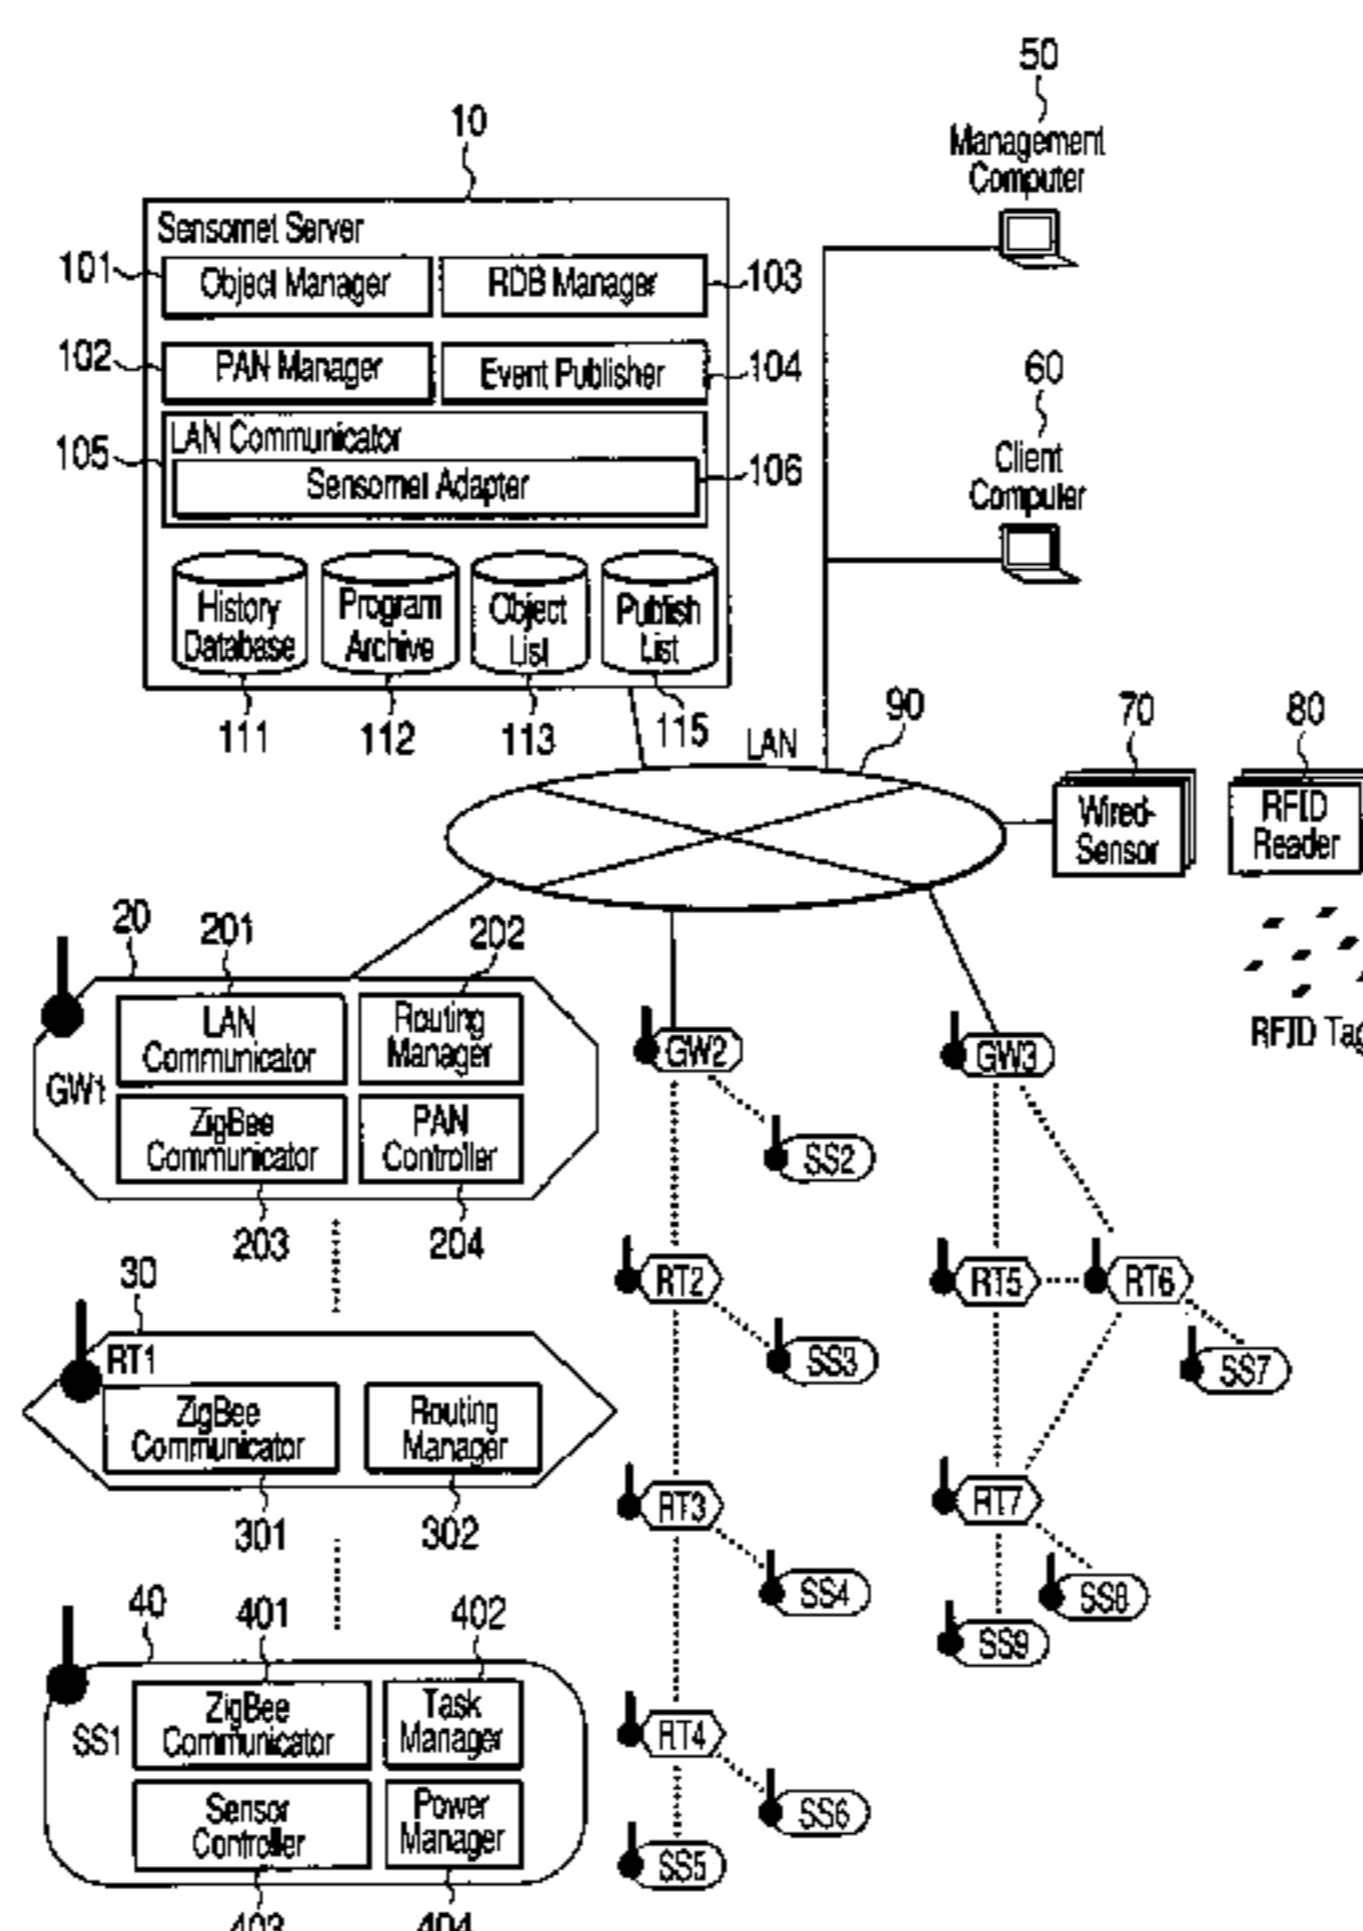 50
Management
Computer
10
Sensornet Server
101
Object Manager
RDB Manager
103
102
PAN Manager
Event Publisher
104
60
LAN Communicator
105
Sensornet Adapter
106
Client
Computer
History
Database
Program
Archive
Object
List
Publish
List
111
112
113
115
LAN
90
70
80
Wired-
Sensor
RFID
Reader
20
201
202
LAN
Communicator
Routing
Manager
GW1
ZigBee
Communicator
PAN
Controller
203
204
RFID Tag
GW2
GW3
SS2
30
RT1
ZigBee
Communicator
Routing
Manager
301
302
RT2
RT5
RT6
SS3
SS7
RT3
RT7
SS4
SS8
SS9
40
401
402
SS1
ZigBee
Communicator
Task
Manager
Sensor
Controller
Power
Manager
403
404
RT4
SS6
SS5